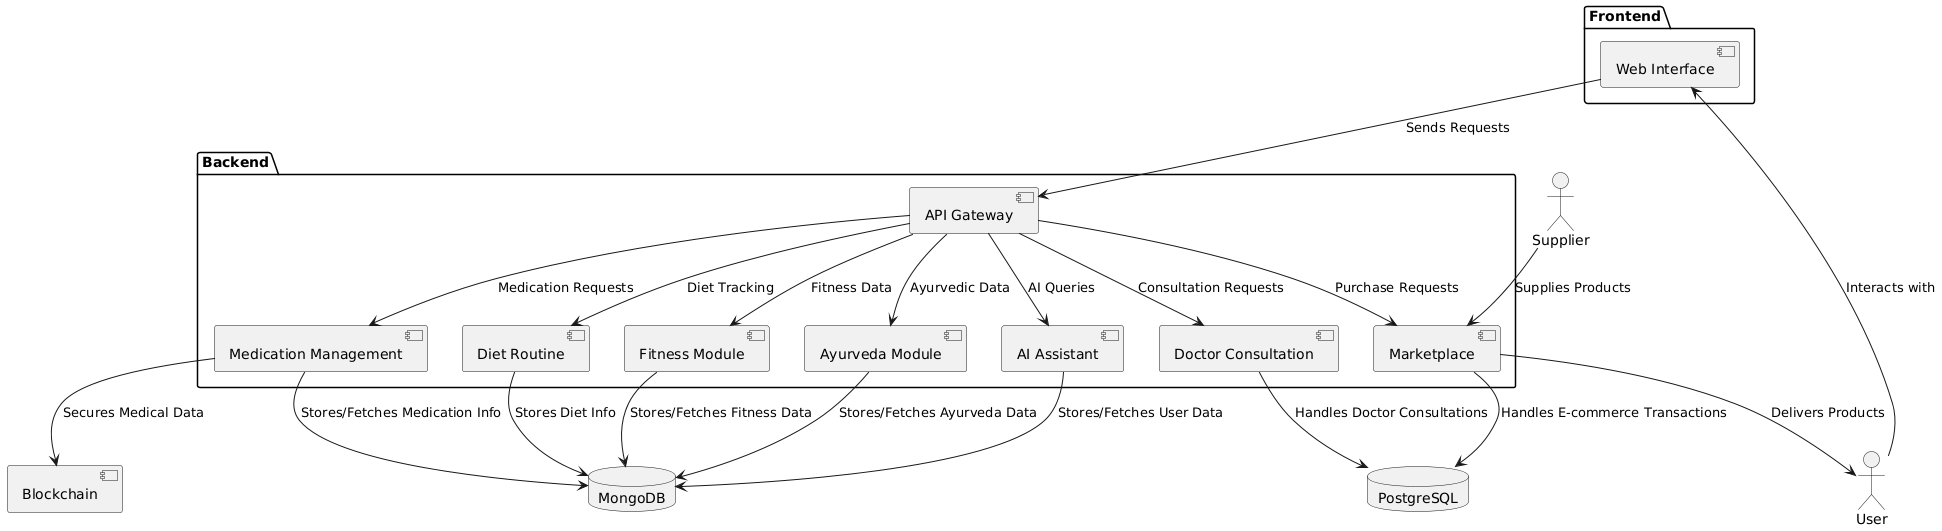 Frontend
Web Interface
Sends Requests
Backend
API Gateway
Supplier
Medication Requests
Diet Tracking
Fitness Data
Ayurvedic Data
AI Queries
Consultation Requests
Purchase Requests
Supplies Products
Interacts with
Medication Management
Diet Routine
Fitness Module
Ayurveda Module
AI Assistant
Doctor Consultation
Marketplace
Secures Medical Data
Stores/Fetches Medication Info
Stores Diet Info
Stores/Fetches Fitness Data
Stores/Fetches Ayurveda Data
Stores/Fetches User Data
Handles Doctor Consultations
Handles E-commerce Transactions
Delivers Products
Blockchain
MongoDB
PostgreSQL
User